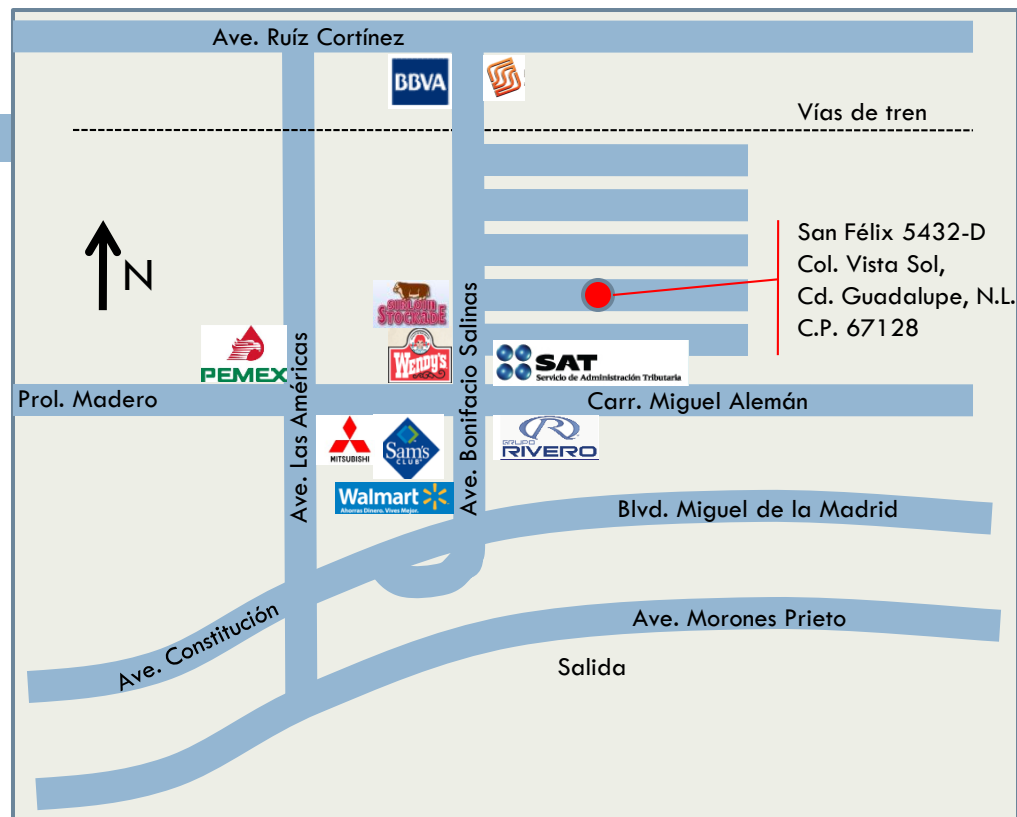 Ave. Ruíz Cortínez
BBVA
Vías de tren
San Félix 5432-D
Col. Vista Sol,
Cd. Guadalupe, N.L.
C.P. 67128
N
SIRLOIN
STOCKADE
Ave. Bonifacio Salinas
Ave. Las Américas
PEMEX
WENDY'S
SAT
Servicio de Administración Tributaria
Prol. Madero
Carr. Miguel Alemán
MITSUBISHI
Sam's
CLUB
GRUPO
RIVERO
Walmart
Ahorras Dinero. Vives Mejor.
Blvd. Miguel de la Madrid
Ave. Constitución
Ave. Morones Prieto
Salida